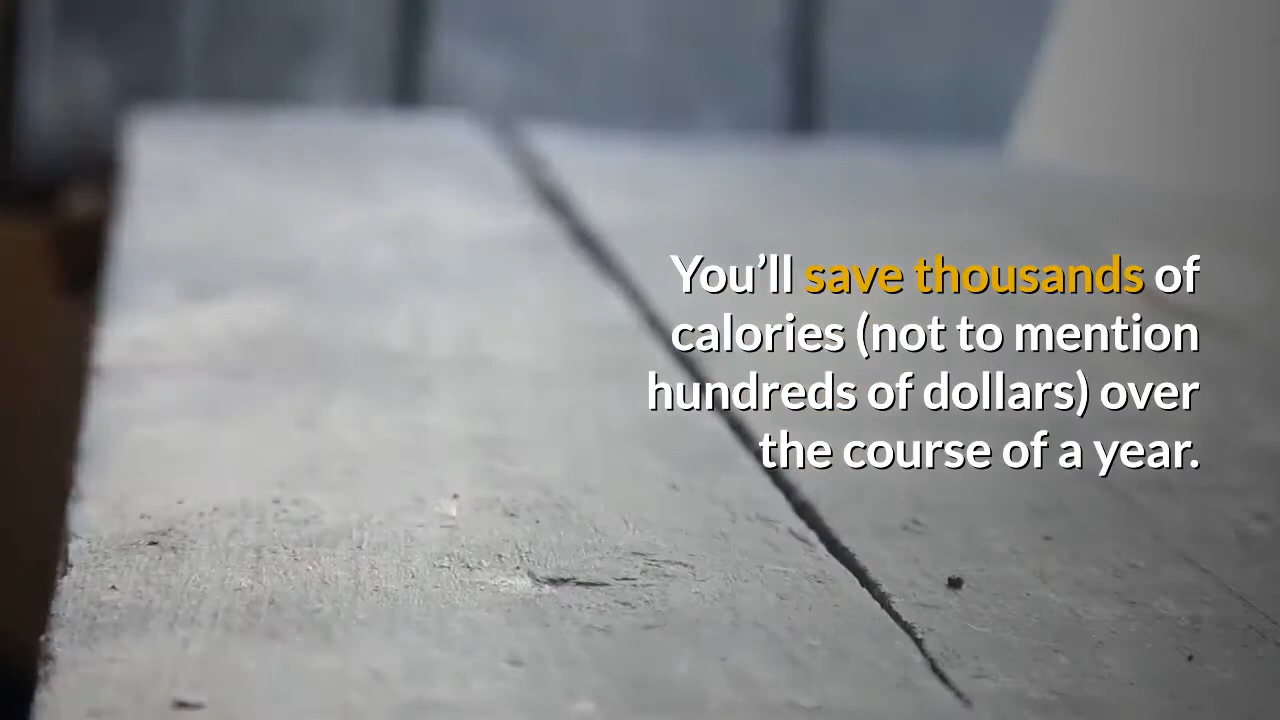 You’ll save thousands of
calories (not to mention
hundreds of dollars) over
the course of a year.